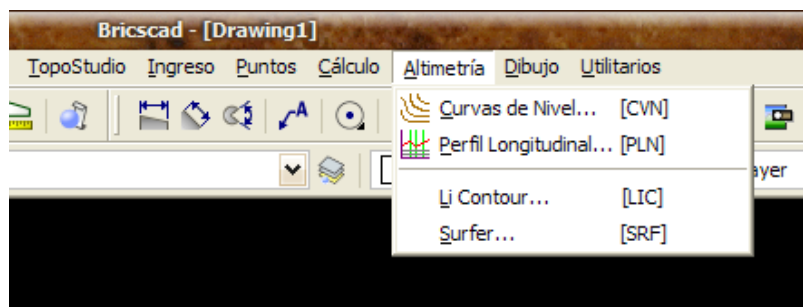 Bricscad - [Drawing1]
TopoStudio Ingreso Puntos Cálculo Altimetría Dibujo Utilitarios
A
Curvas de Nivel... [CVN]
Perfil Longitudinal... [PLN]
ayer
Li Contour... [LIC]
Surfer... [SRF]